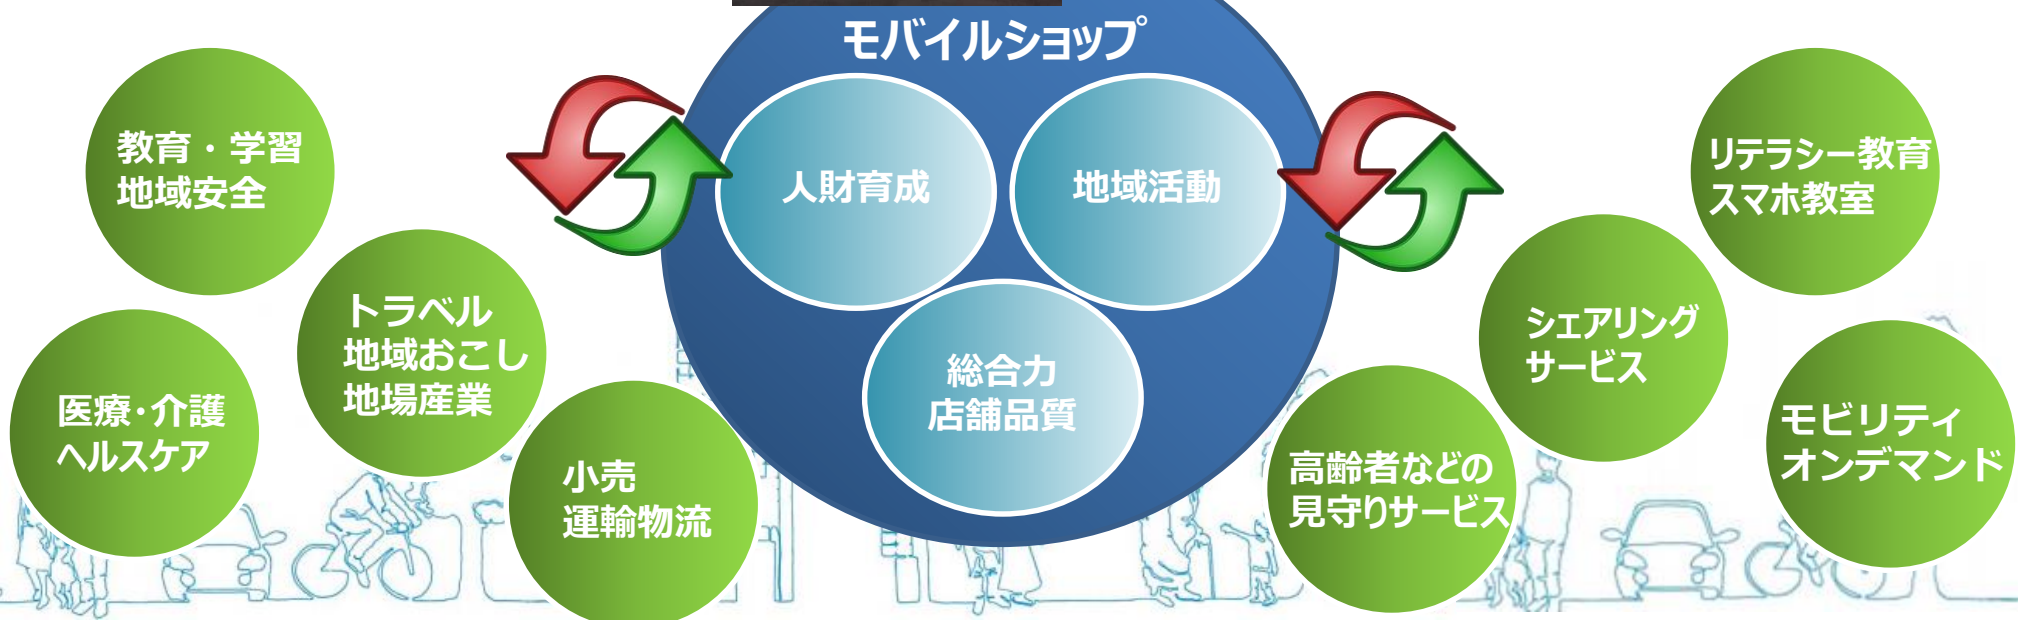 モバイルショップ
人財育成
地域活動
総合力
店舗品質
教育・学習
地域安全
トラベル
地域おこし
地場産業
医療・介護
ヘルスケア
小売
運輸物流
リテラシー教育
スマホ教室
シェアリング
サービス
高齢者などの
見守りサービス
モビリティ
オンデマンド